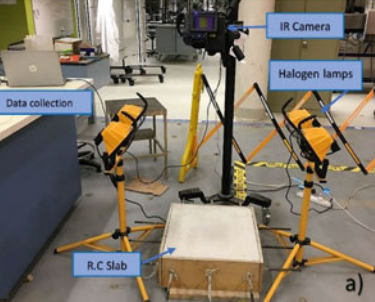 IR Camera
Halogen lamps
Data collection
R.C Slab
a)